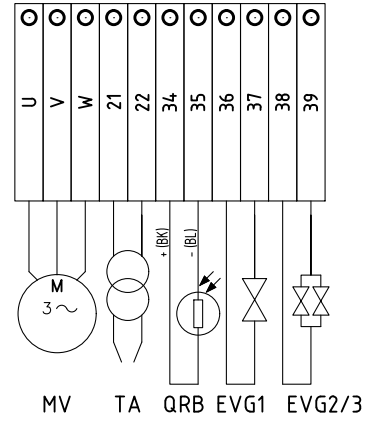 U V W 21 22 34 35 36 37 38 39
+ (BK) - (BL)
M
3~
MV TA QRB EVG1 EVG2/3